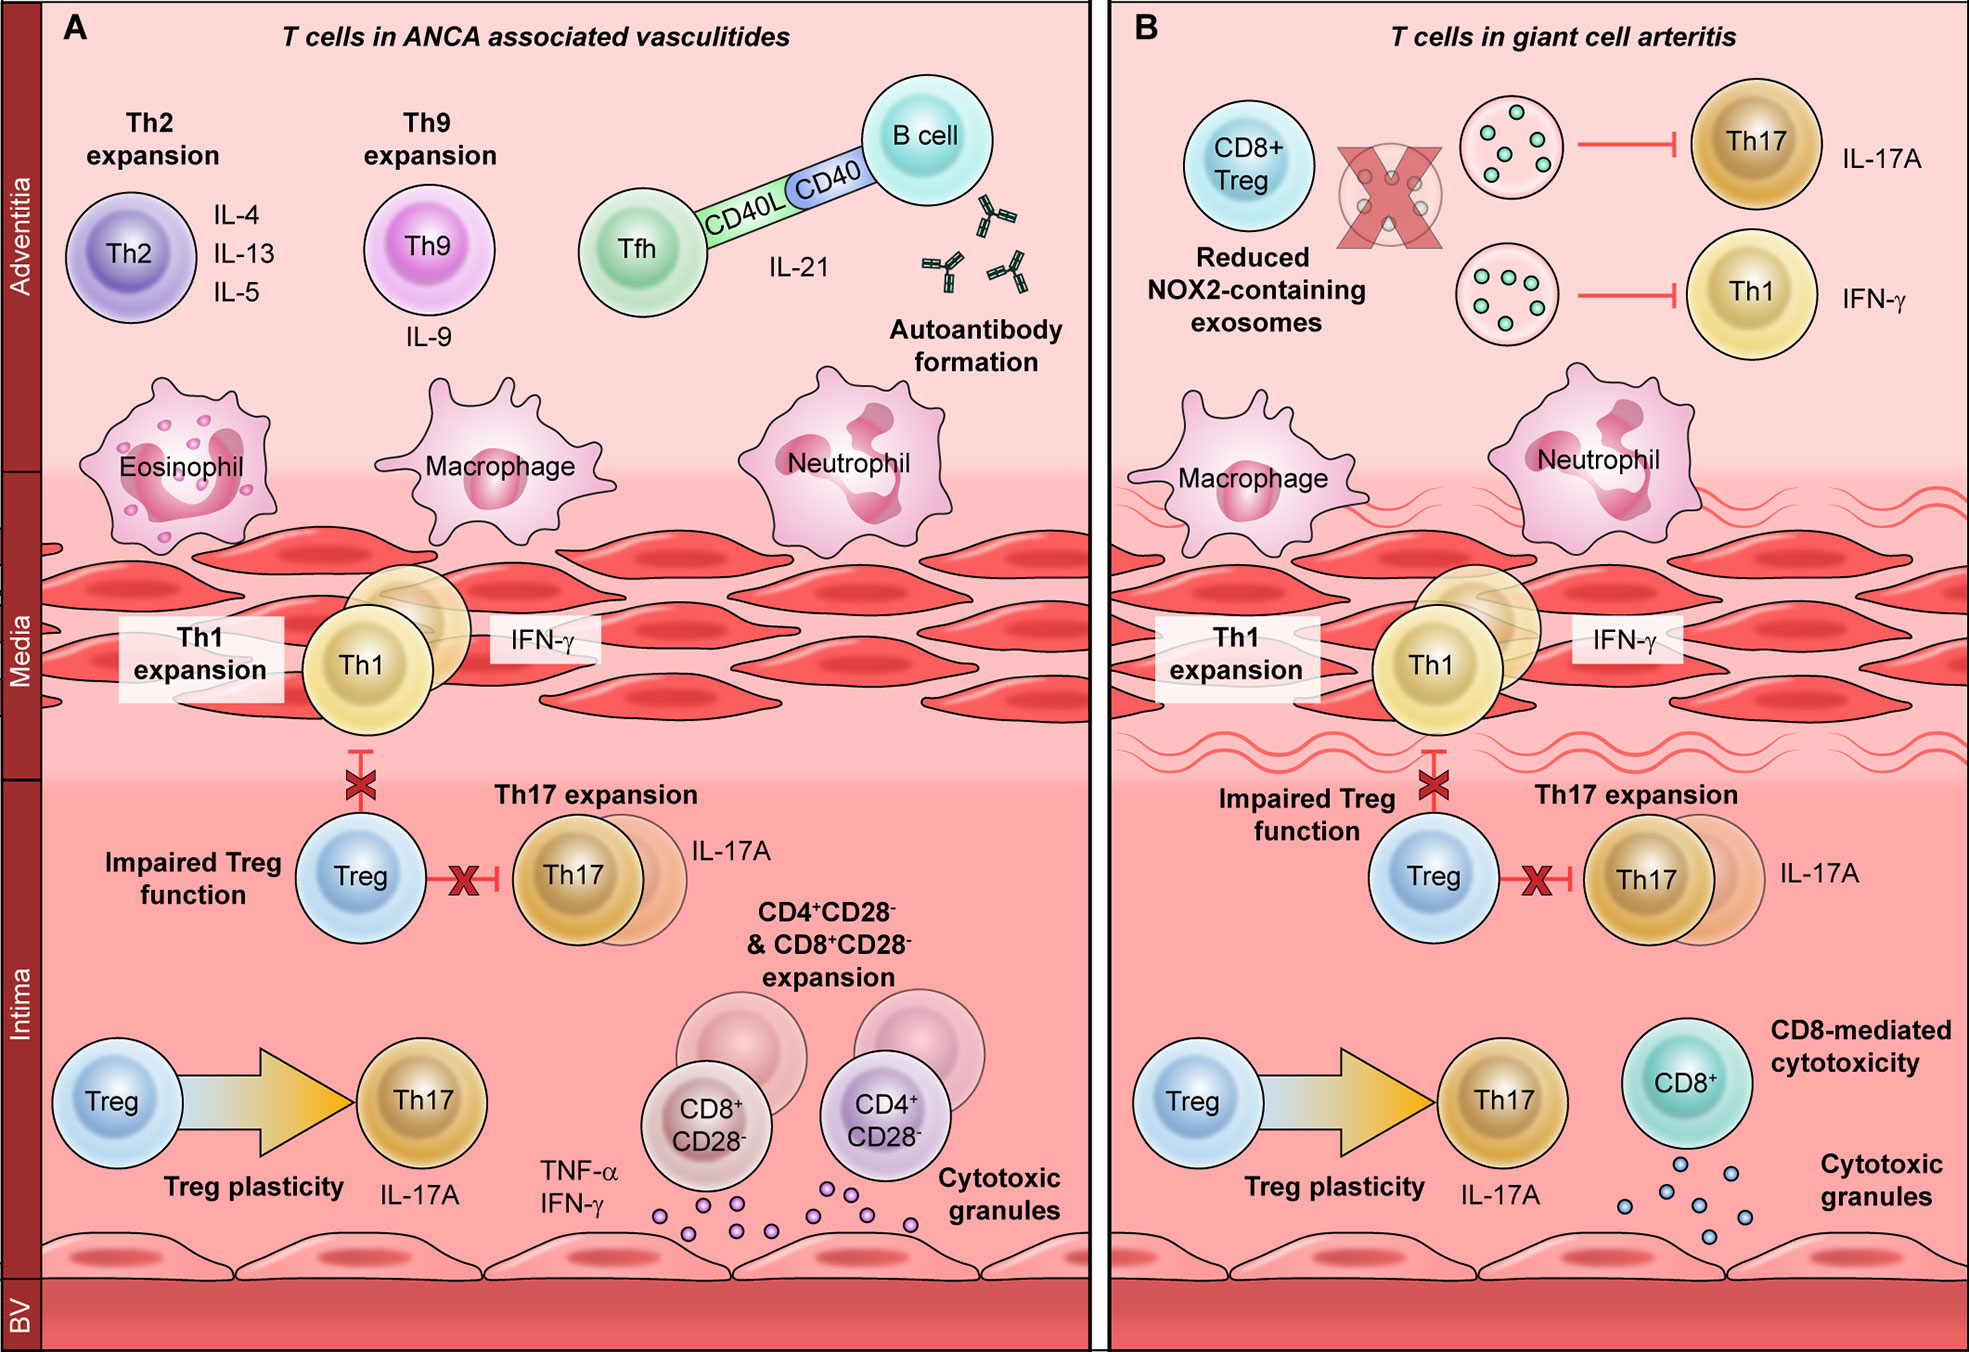 A
T cells in ANCA associated vasculitides
Adventitia
Media
Intima
BV
Th2
expansion
Th2
IL-4
IL-13
IL-5
Th9
expansion
Th9
IL-9
Tfh
CD40L
CD40
B cell
IL-21
Autoantibody
formation
Eosinophil
Macrophage
Neutrophil
Th1
expansion
Th1
IFN-γ
X
Th17 expansion
Impaired Treg
function
Treg
X
Th17
IL-17A
CD4⁺CD28⁻
& CD8⁺CD28⁻
expansion
Treg
Th17
Treg plasticity
IL-17A
CD8⁺
CD28⁻
CD4⁺
CD28⁻
TNF-α
IFN-γ
Cytotoxic
granules
B
T cells in giant cell arteritis
CD8+
Treg
X
Reduced
NOX2-containing
exosomes
Th17
IL-17A
Th1
IFN-γ
Macrophage
Neutrophil
Th1
expansion
Th1
IFN-γ
X
Impaired Treg
function
Th17 expansion
Treg
X
Th17
IL-17A
Treg
Th17
Treg plasticity
IL-17A
CD8⁺
CD8-mediated
cytotoxicity
Cytotoxic
granules